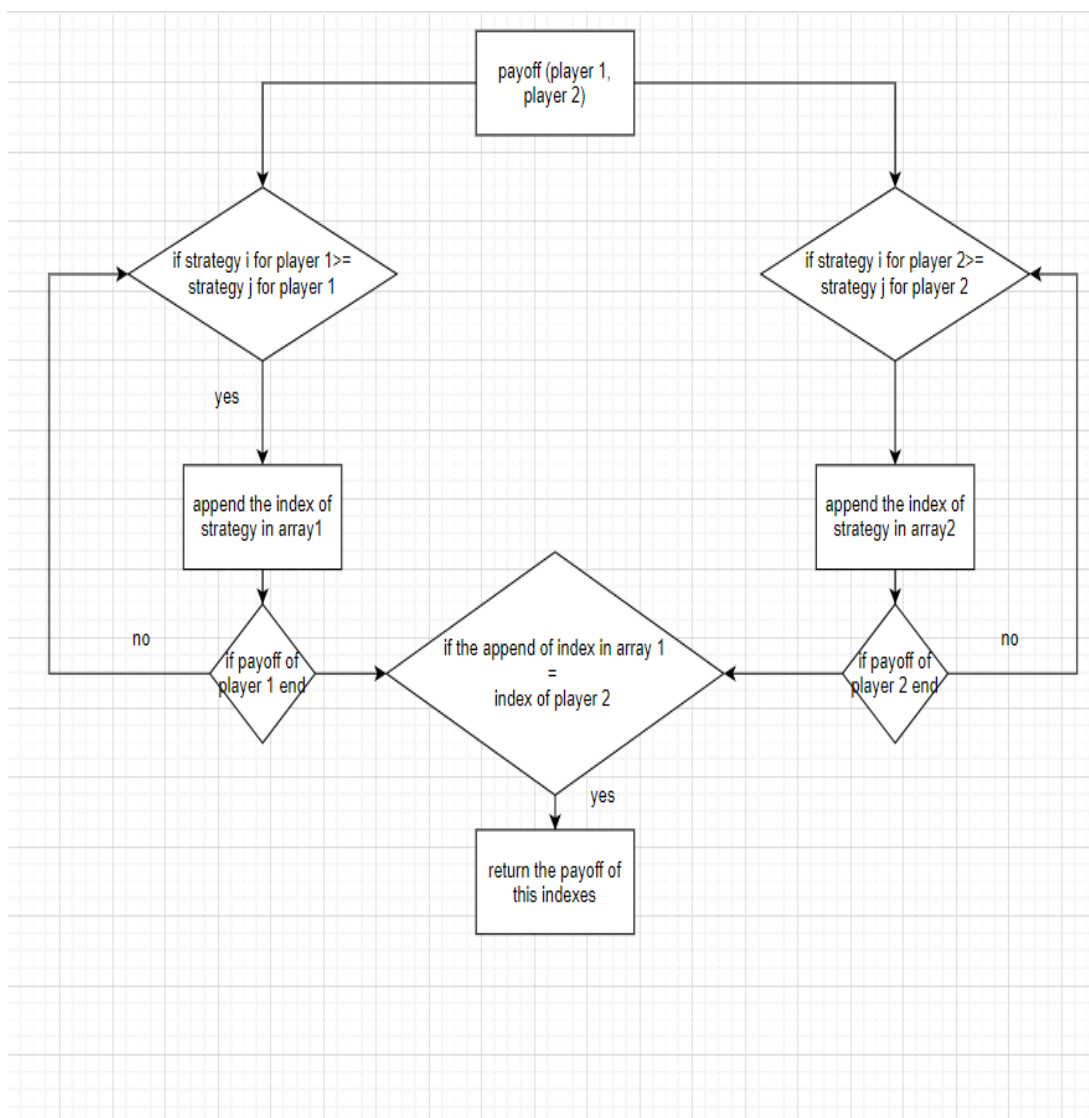 payoff (player 1,
player 2)
if strategy i for player 1>=
strategy j for player 1
if strategy i for player 2>=
strategy j for player 2
yes
append the index of
strategy in array1
append the index of
strategy in array2
no
if payoff of
player 1 end
if the append of index in array 1
=
index of player 2
if payoff of
player 2 end
no
yes
return the payoff of
this indexes